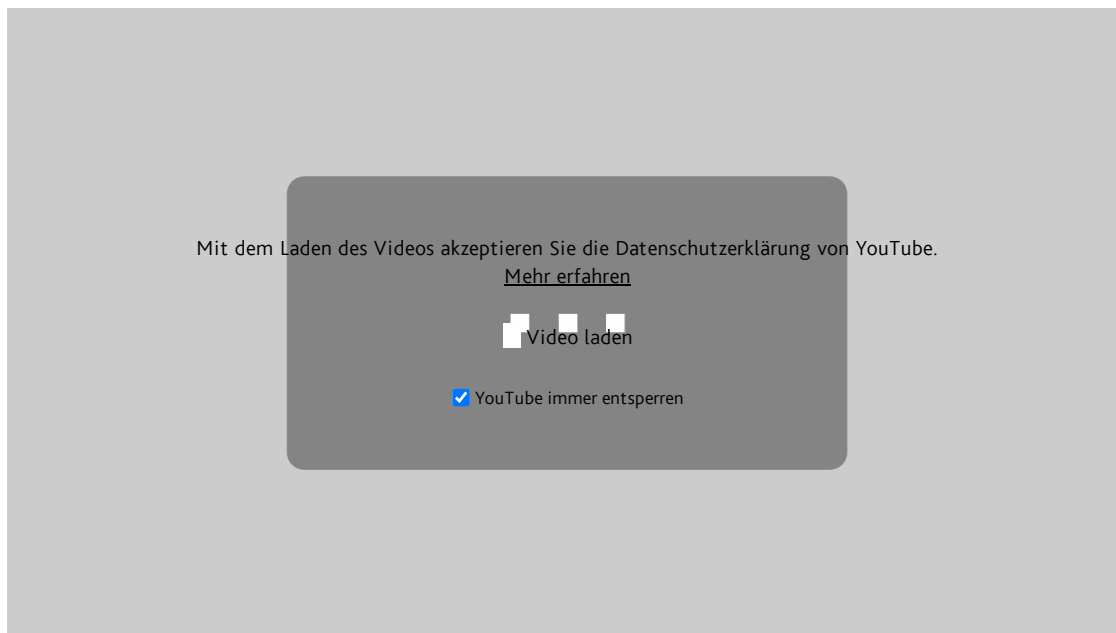 Mit dem Laden des Videos akzeptieren Sie die Datenschutzerklärung von YouTube.
Mehr erfahren
Video laden
YouTube immer entsperren